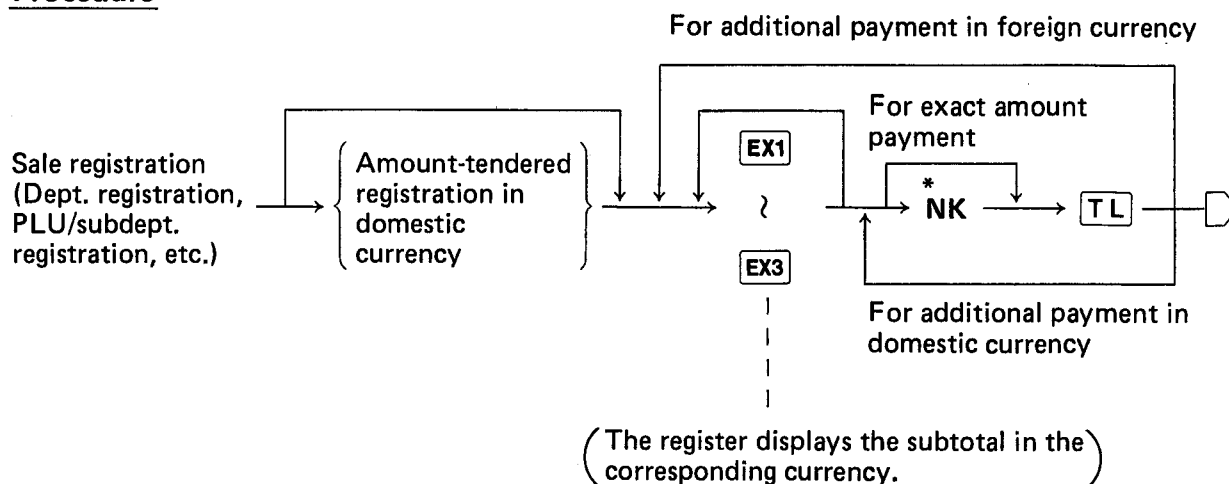 Procedure
For additional payment in foreign currency
For exact amount
payment
Sale registration
(Dept. registration,
PLU/subdept.
registration, etc.)
Amount-tendered
registration in
domestic
currency
EX1
~
EX3
*
NK
TL
For additional payment in
domestic currency
(The register displays the subtotal in the
corresponding currency.)